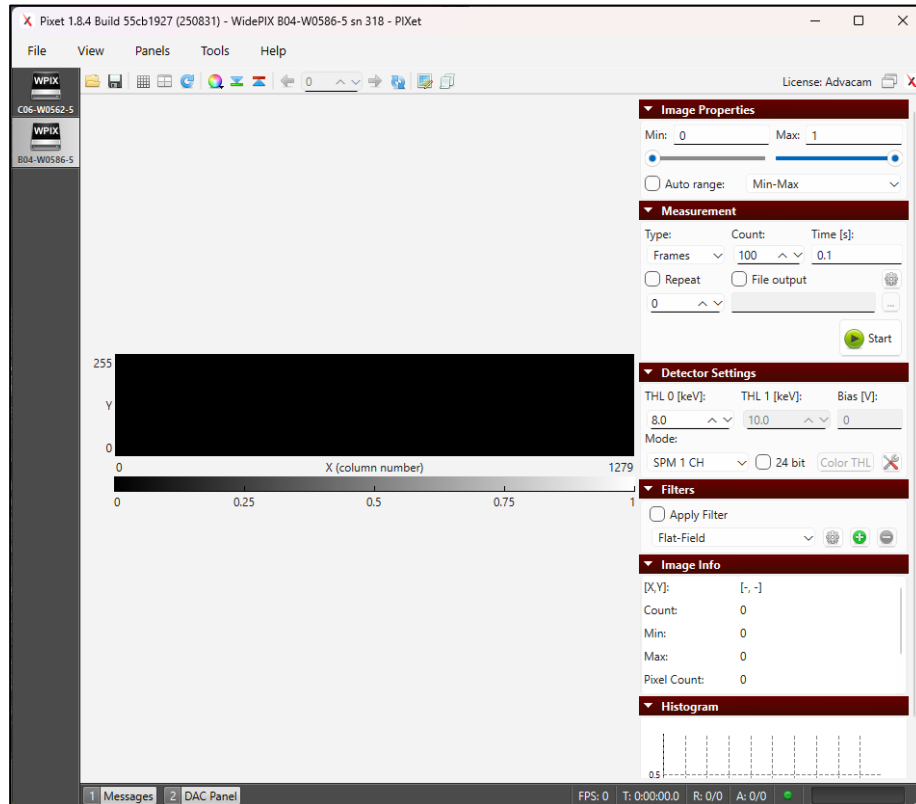 Pixet 1.8.4 Build 55cb1927 (250831) - WidePIX B04-W0586-5 sn 318 - PIXet
File View Panels Tools Help
WPIX
C06-W0562-5
WPIX
B04-W0586-5
0
License: Advacam
Image Properties
Min: 0 Max: 1
Auto range: Min-Max
Measurement
Type: Count: Time [s]:
Frames 100 0.1
Repeat File output
0 ...
Start
Detector Settings
THL 0 [keV]: THL 1 [keV]: Bias [V]:
8.0 10.0 0
Mode:
SPM 1 CH 24 bit Color THL
Filters
Apply Filter
Flat-Field
Image Info
[X,Y]: [-, -]
Count: 0
Min: 0
Max: 0
Pixel Count: 0
Histogram
0.5
255
Y
0
0 X (column number) 1279
0 0.25 0.5 0.75 1
1 Messages 2 DAC Panel
FPS: 0 T: 0:00:00.0 R: 0/0 A: 0/0